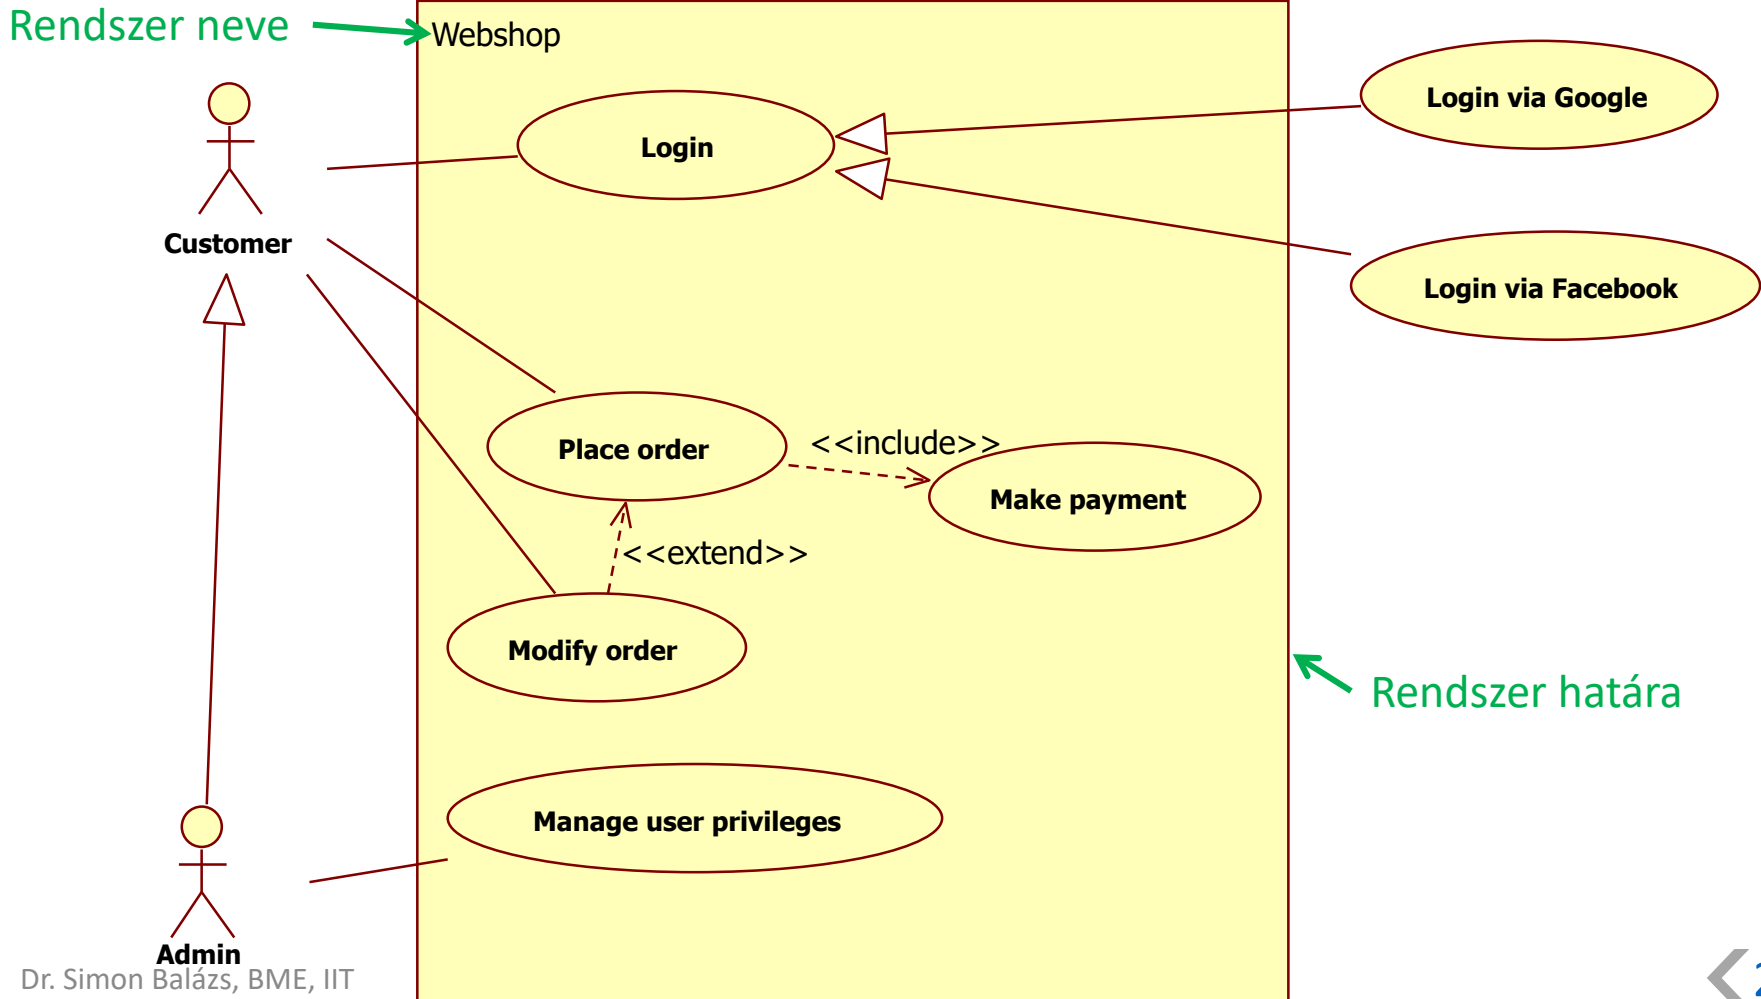 Rendszer neve
Webshop
Login via Google
Login
Customer
Login via Facebook
Place order
<<include>>
Make payment
<<extend>>
Modify order
Rendszer határa
Manage user privileges
Admin
Dr. Simon Balázs, BME, IIT